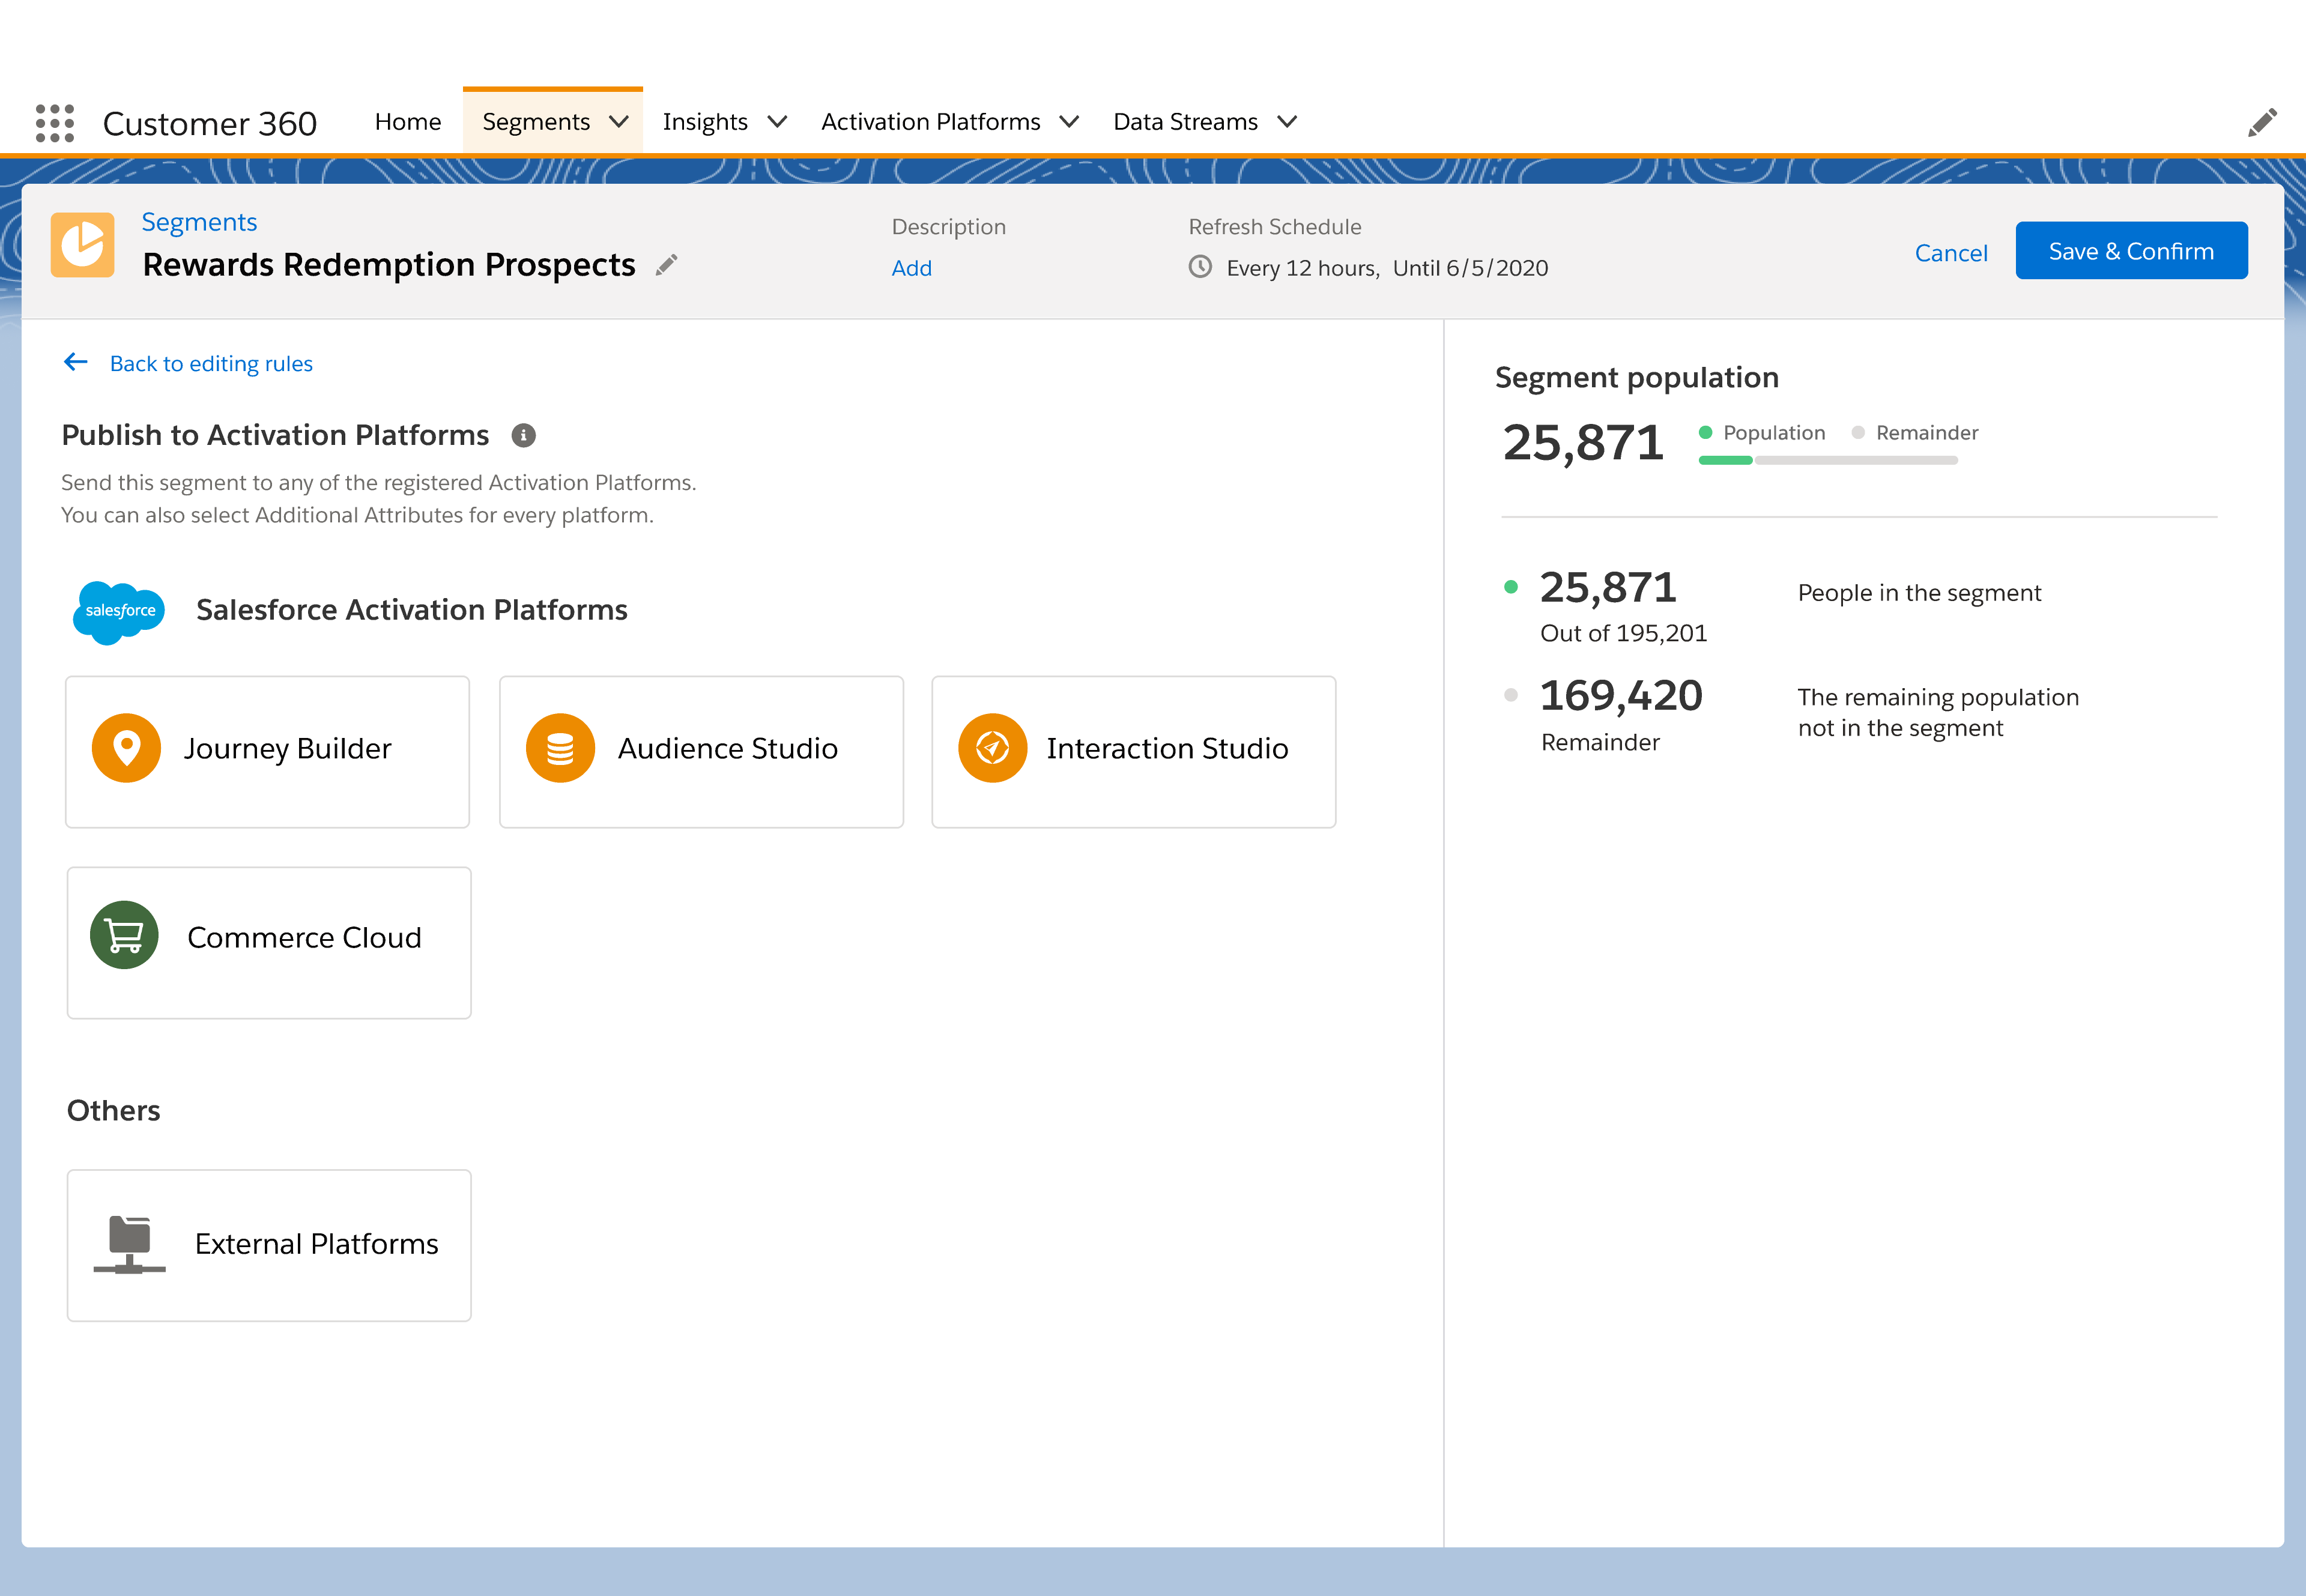 Customer 360
Home
Segments
Insights
Activation Platforms
Data Streams
Segments
Rewards Redemption Prospects
Description
Add
Refresh Schedule
Every 12 hours, Until 6/5/2020
Cancel
Save & Confirm
Back to editing rules
Publish to Activation Platforms
Send this segment to any of the registered Activation Platforms.
You can also select Additional Attributes for every platform.
salesforce
Salesforce Activation Platforms
Journey Builder
Audience Studio
Interaction Studio
Commerce Cloud
Others
External Platforms
Segment population
25,871
Population
Remainder
25,871
Out of 195,201
People in the segment
169,420
Remainder
The remaining population
not in the segment